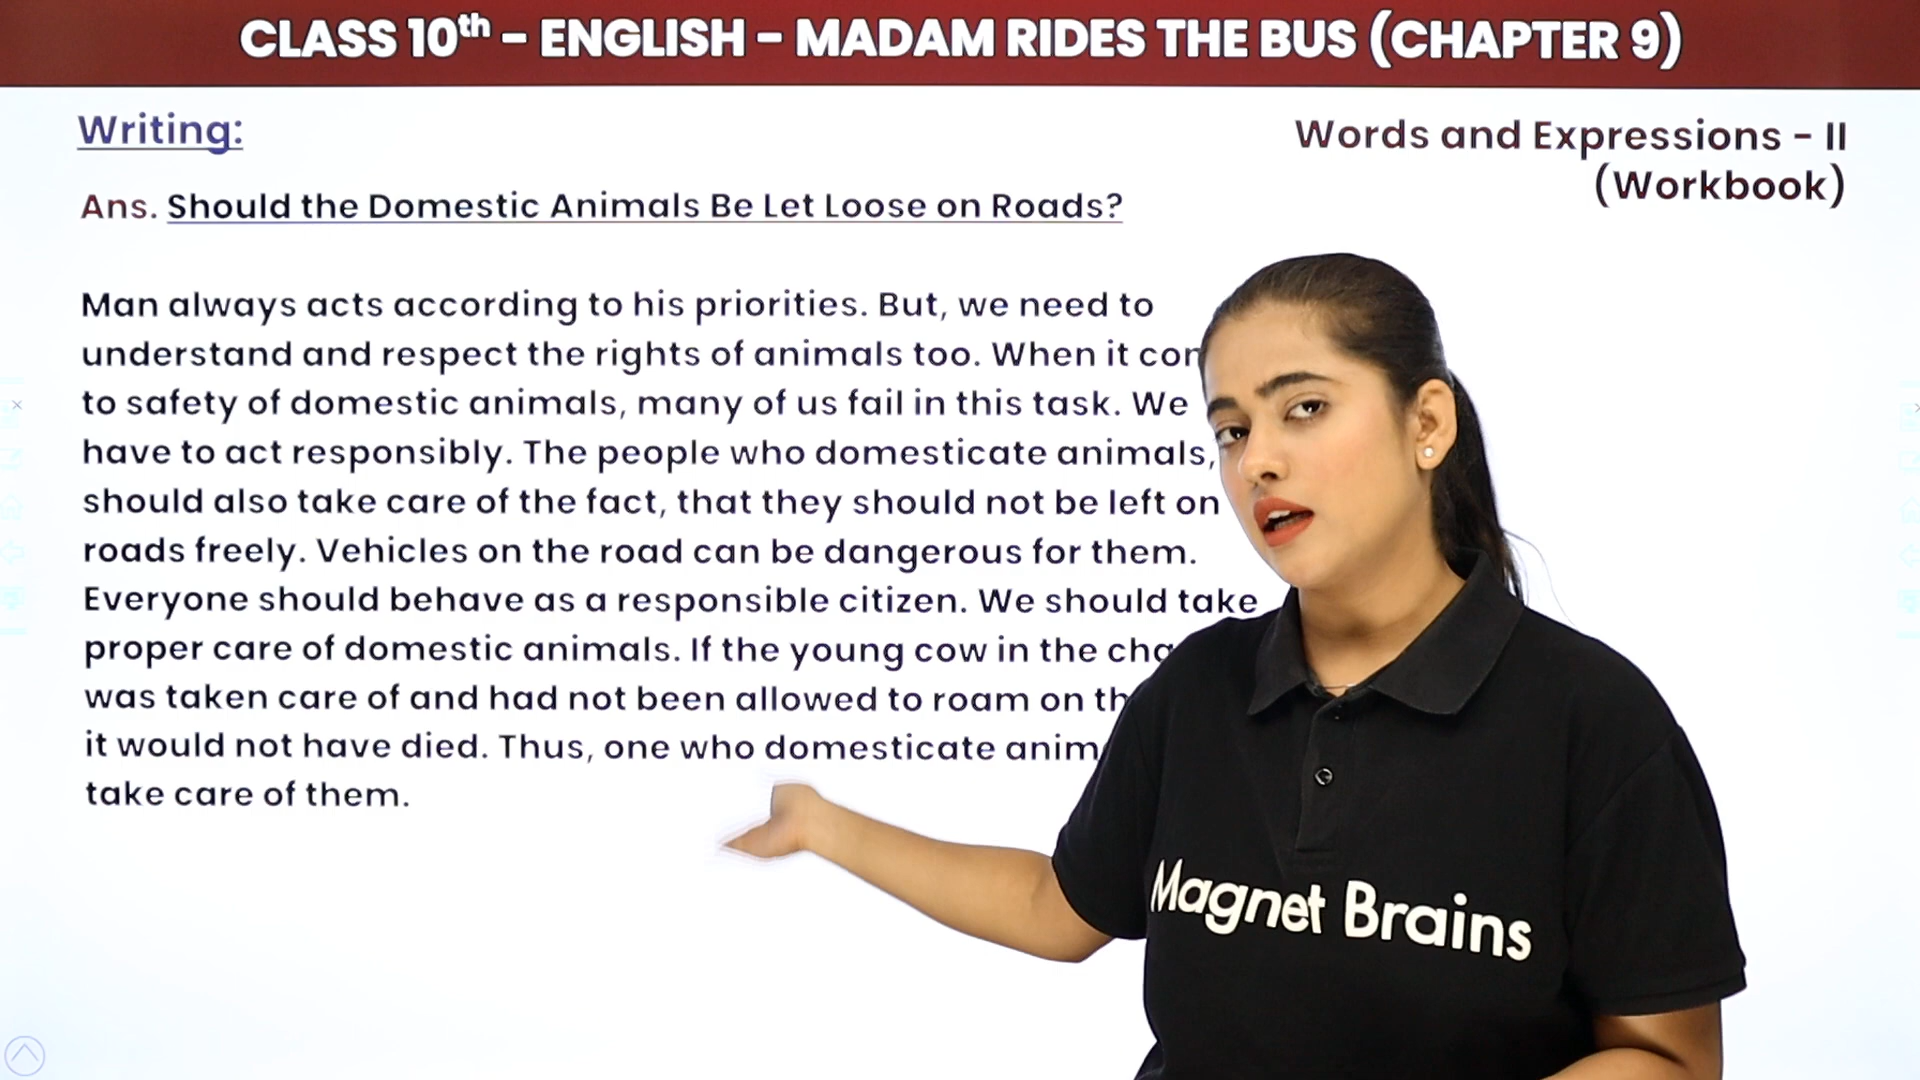 CLASS 10th - ENGLISH - MADAM RIDES THE BUS (CHAPTER 9)
Writing:
Words and Expressions - II
(Workbook)
Ans. Should the Domestic Animals Be Let Loose on Roads?
Man always acts according to his priorities. But, we need to
understand and respect the rights of animals too. When it
to safety of domestic animals, many of us fail in this task. We
have to act responsibly. The people who domesticate animals,
should also take care of the fact, that they should not be left on
roads freely. Vehicles on the road can be dangerous for them.
Everyone should behave as a responsible citizen. We should take
proper care of domestic animals. If the young cow in the
was taken care of and had not been allowed to roam on
it would not have died. Thus, one who domesticate
take care of them.
Magnet Brains